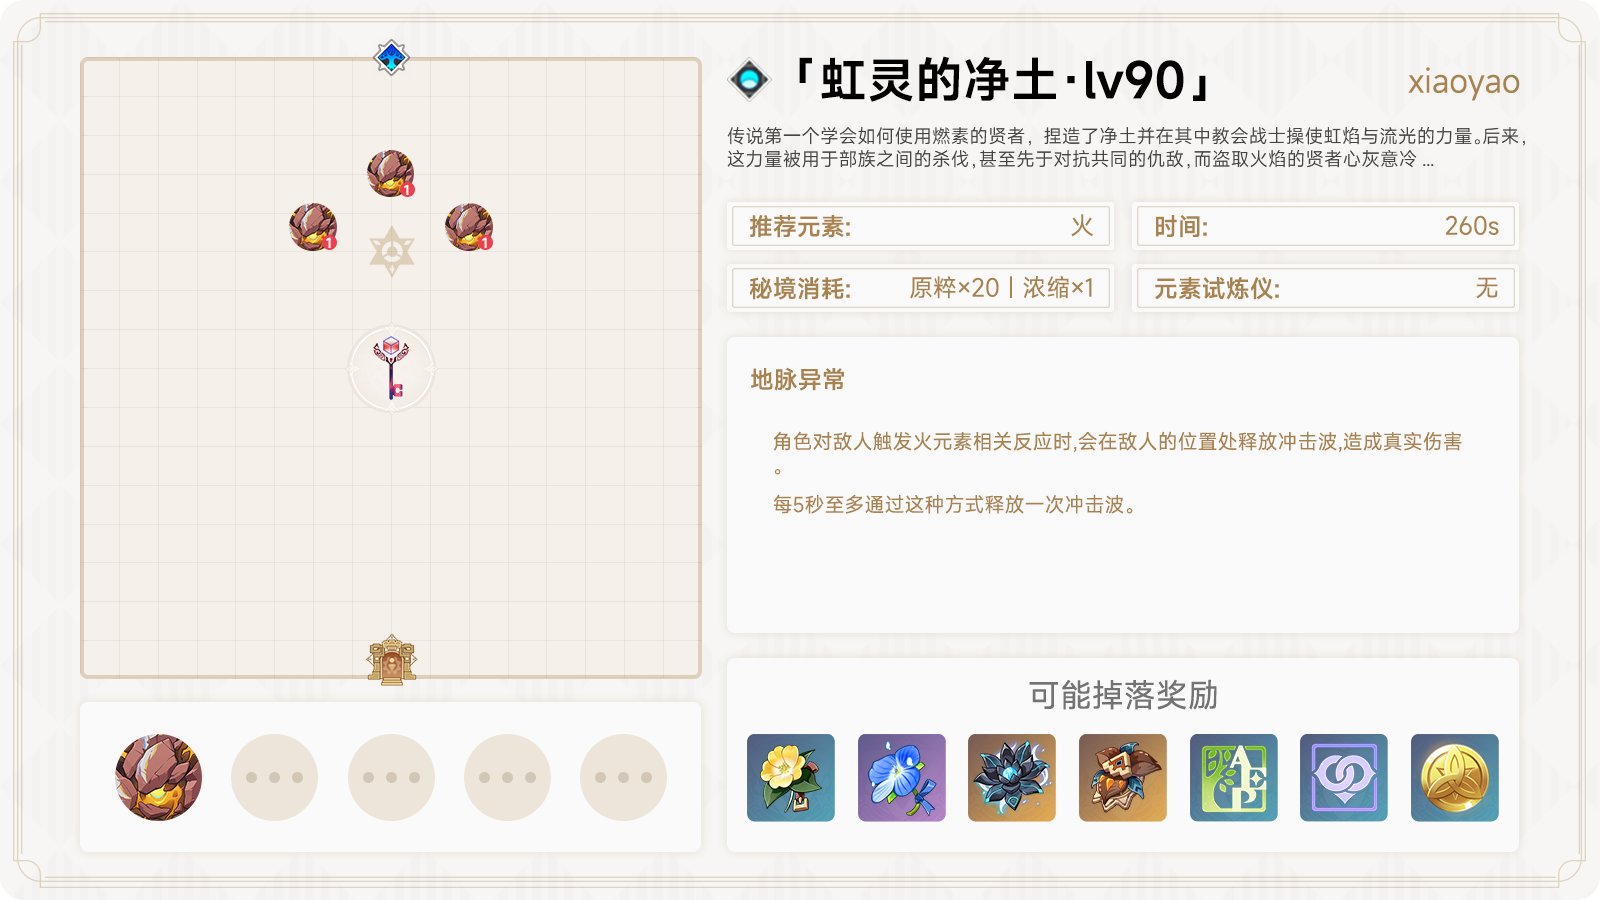 「虹灵的净土·lv90」
xiaoyao
传说第一个学会如何使用燃素的贤者，捏造了净土并在其中教会战士操使虹焰与流光的力量。后来,
这力量被用于部族之间的杀伐,甚至先于对抗共同的仇敌,而盗取火焰的贤者心灰意冷 ...
推荐元素: 火
时间: 260s
秘境消耗: 原粹×20丨浓缩×1
元素试炼仪: 无
地脉异常
角色对敌人触发火元素相关反应时,会在敌人的位置处释放冲击波,造成真实伤害
。
每5秒至多通过这种方式释放一次冲击波。
1
1
1
可能掉落奖励
AEP